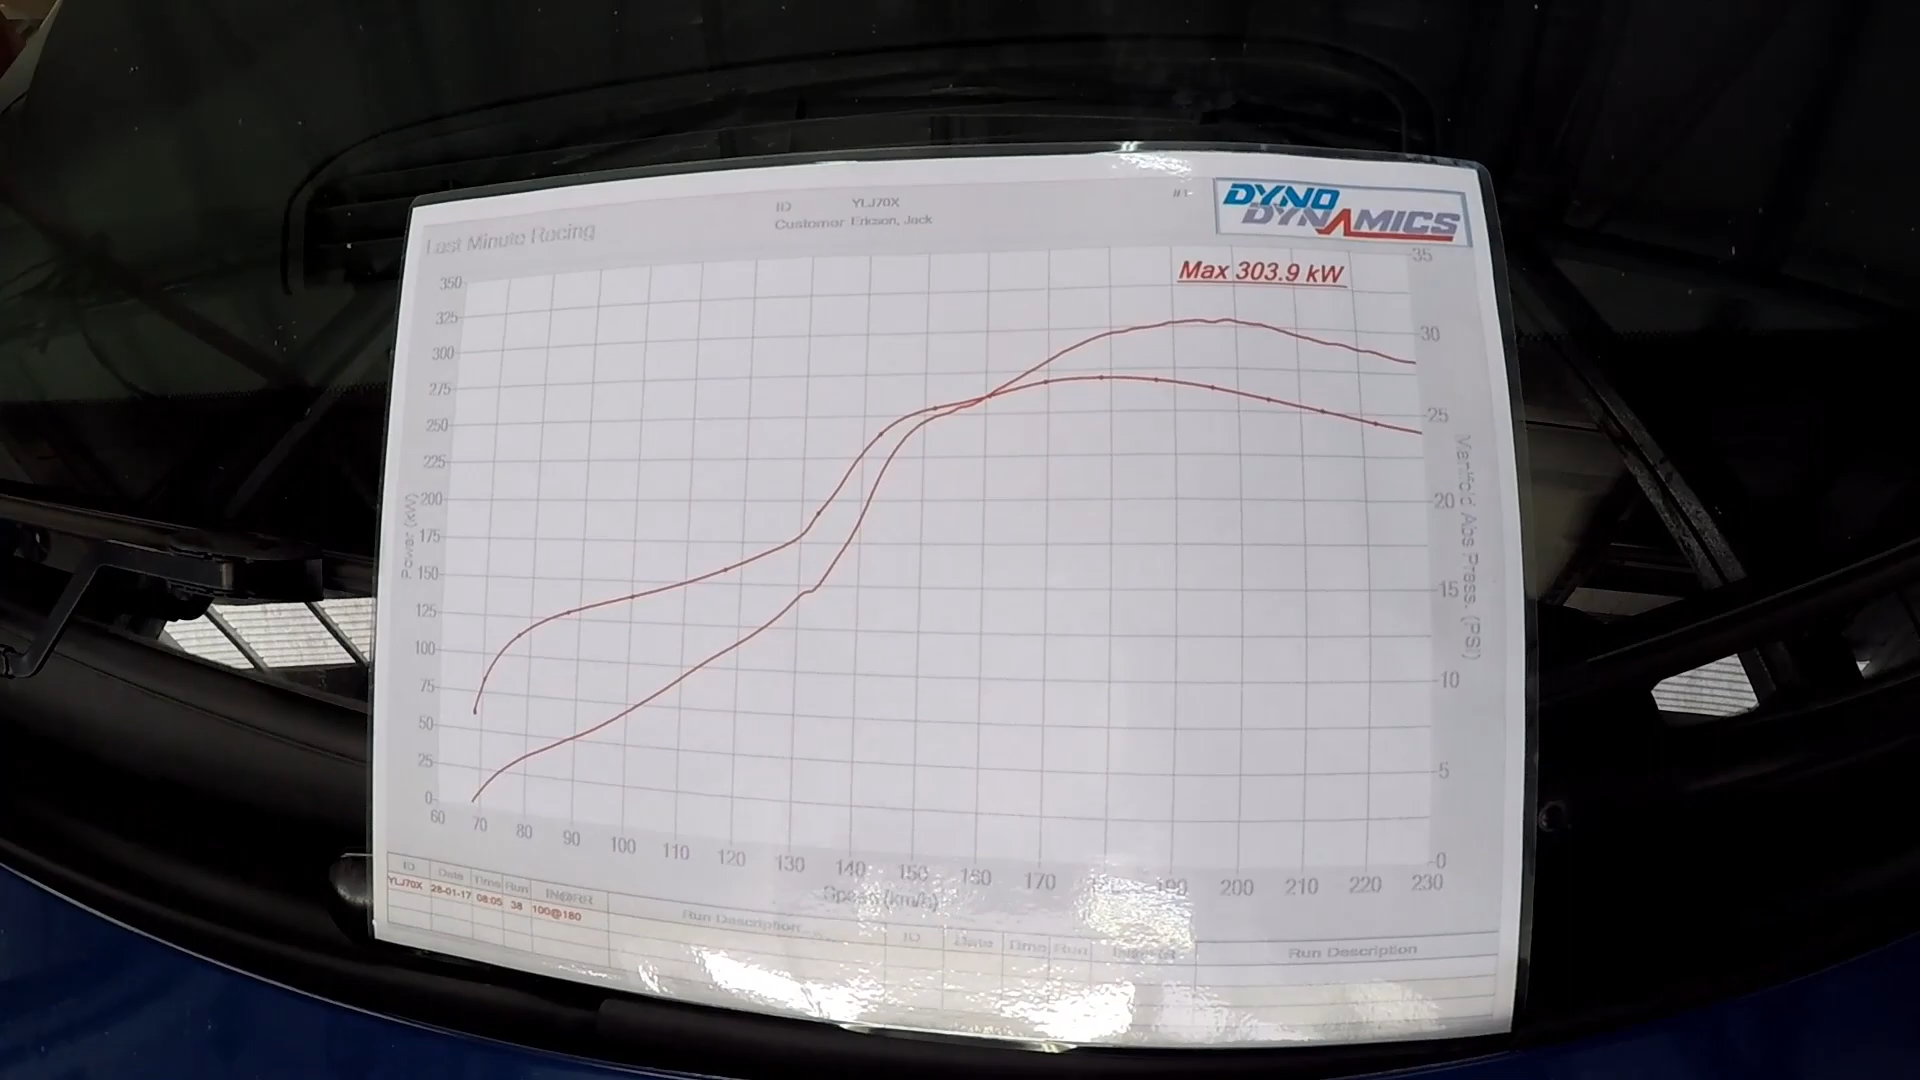 Last Minute Racing
ID YLJ70X
Customer Ericson, Jack
#1
DYNO
DYNAMICS
Max 303.9 kW
350
325
300
275
250
225
200
175
150
125
100
75
50
25
0
Power (kW)
35
30
25
20
15
10
5
0
Manifold Abs Press. (PSI)
60 70 80 90 100 110 120 130 140 150 160 170 190 200 210 220 230
Speed (km/h)
ID Date Time Run Run Description ID Date Time Run Run Description
YLJ70X 28-01-17 08:05 38 100@180